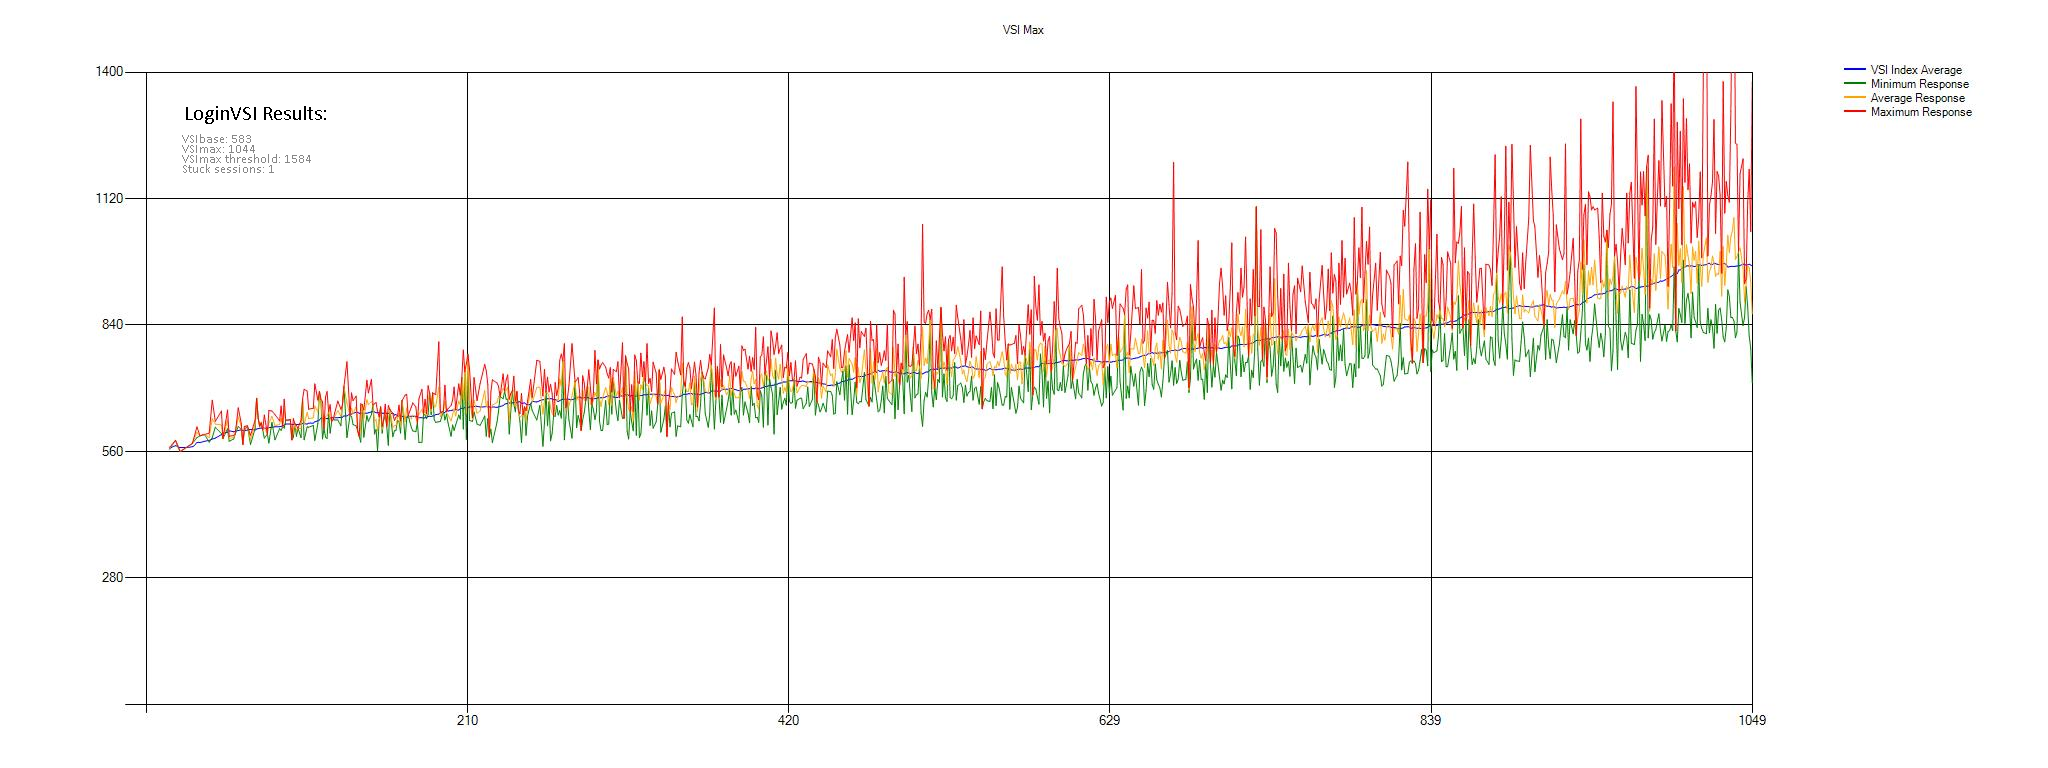 VSI Max
1400
1120
840
560
280
LoginVSI Results:
VSIbase: 583
VSImax: 1044
VSImax threshold: 1584
Stuck sessions: 1
VSI Index Average
Minimum Response
Average Response
Maximum Response
210
420
629
839
1049